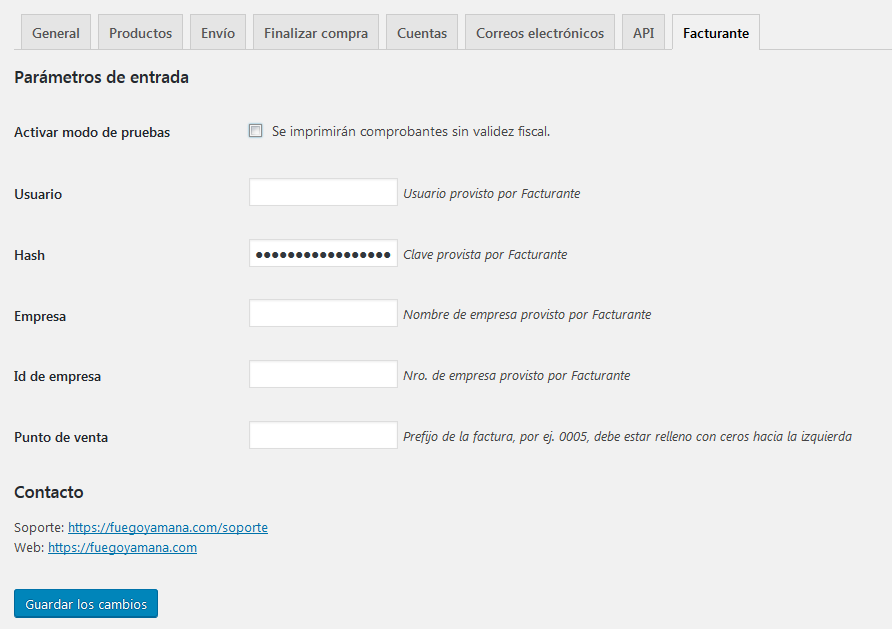 General Productos Envío Finalizar compra Cuentas Correos electrónicos API Facturante
Parámetros de entrada
Activar modo de pruebas Se imprimirán comprobantes sin validez fiscal.
Usuario Usuario provisto por Facturante
Hash ••••••••••••••••• Clave provista por Facturante
Empresa Nombre de empresa provisto por Facturante
Id de empresa Nro. de empresa provisto por Facturante
Punto de venta Prefijo de la factura, por ej. 0005, debe estar relleno con ceros hacia la izquierda
Contacto
Soporte: https://fuegoyamana.com/soporte
Web: https://fuegoyamana.com
Guardar los cambios